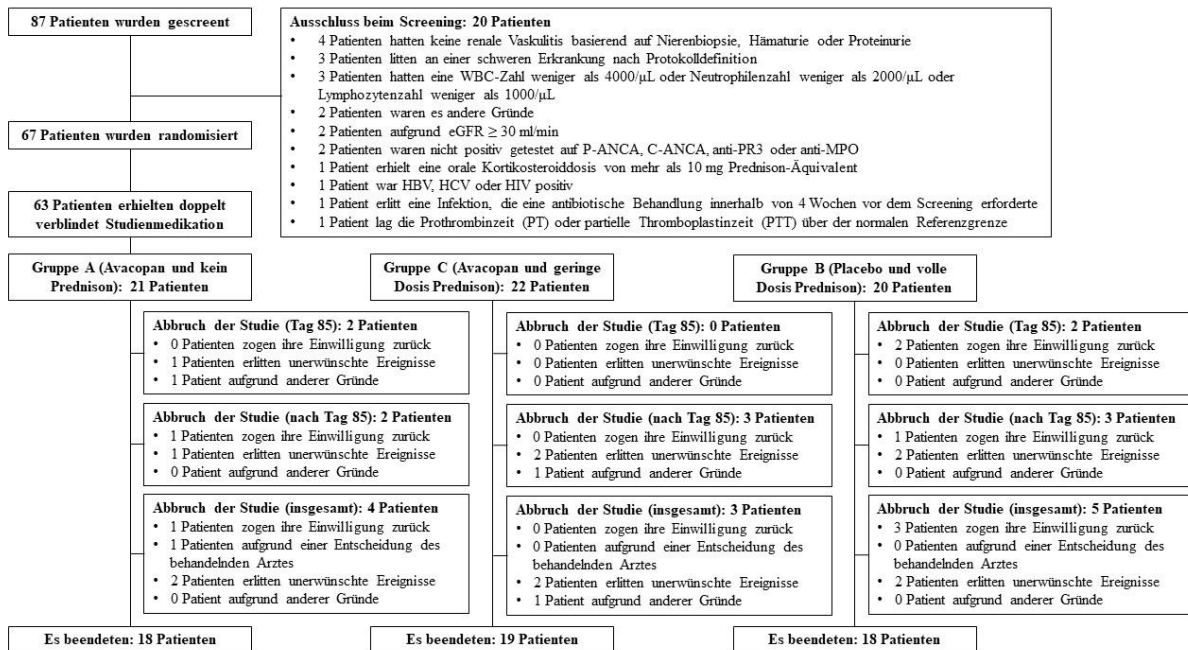 87 Patienten wurden gescreent
Ausschluss beim Screening: 20 Patienten
• 4 Patienten hatten keine renale Vaskulitis basierend auf Nierenbiopsie, Hämaturie oder Proteinurie
• 3 Patienten litten an einer schweren Erkrankung nach Protokolldefinition
• 3 Patienten hatten eine WBC-Zahl weniger als 4000/µL oder Neutrophilenzahl weniger als 2000/µL oder
Lymphozytenzahl weniger als 1000/µL
• 2 Patienten waren es andere Gründe
• 2 Patienten aufgrund eGFR ≥ 30 ml/min
• 2 Patienten waren nicht positiv getestet auf P-ANCA, C-ANCA, anti-PR3 oder anti-MPO
• 1 Patient erhielt eine orale Kortikosteroiddosis von mehr als 10 mg Prednison-Äquivalent
• 1 Patient war HBV, HCV oder HIV positiv
• 1 Patient erlitt eine Infektion, die eine antibiotische Behandlung innerhalb von 4 Wochen vor dem Screening erforderte
• 1 Patient lag die Prothrombinzeit (PT) oder partielle Thromboplastinzeit (PTT) über der normalen Referenzgrenze
67 Patienten wurden randomisiert
63 Patienten erhielten doppelt
verblindet Studienmedikation
Gruppe A (Avacopan und kein
Prednison): 21 Patienten
Abbruch der Studie (Tag 85): 2 Patienten
• 0 Patienten zogen ihre Einwilligung zurück
• 1 Patienten erlitten unerwünschte Ereignisse
• 1 Patient aufgrund anderer Gründe
Abbruch der Studie (nach Tag 85): 2 Patienten
• 1 Patienten zogen ihre Einwilligung zurück
• 1 Patienten erlitten unerwünschte Ereignisse
• 0 Patient aufgrund anderer Gründe
Abbruch der Studie (insgesamt): 4 Patienten
• 1 Patienten zogen ihre Einwilligung zurück
• 1 Patienten aufgrund einer Entscheidung des
behandelnden Arztes
• 2 Patienten erlitten unerwünschte Ereignisse
• 0 Patient aufgrund anderer Gründe
Es beendeten: 18 Patienten
Gruppe C (Avacopan und geringe
Dosis Prednison): 22 Patienten
Abbruch der Studie (Tag 85): 0 Patienten
• 0 Patienten zogen ihre Einwilligung zurück
• 0 Patienten erlitten unerwünschte Ereignisse
• 0 Patient aufgrund anderer Gründe
Abbruch der Studie (nach Tag 85): 3 Patienten
• 0 Patienten zogen ihre Einwilligung zurück
• 2 Patienten erlitten unerwünschte Ereignisse
• 1 Patient aufgrund anderer Gründe
Abbruch der Studie (insgesamt): 3 Patienten
• 0 Patienten zogen ihre Einwilligung zurück
• 0 Patienten aufgrund einer Entscheidung des
behandelnden Arztes
• 2 Patienten erlitten unerwünschte Ereignisse
• 1 Patient aufgrund anderer Gründe
Es beendeten: 19 Patienten
Gruppe B (Placebo und volle
Dosis Prednison): 20 Patienten
Abbruch der Studie (Tag 85): 2 Patienten
• 2 Patienten zogen ihre Einwilligung zurück
• 0 Patienten erlitten unerwünschte Ereignisse
• 0 Patient aufgrund anderer Gründe
Abbruch der Studie (nach Tag 85): 3 Patienten
• 1 Patienten zogen ihre Einwilligung zurück
• 2 Patienten erlitten unerwünschte Ereignisse
• 0 Patient aufgrund anderer Gründe
Abbruch der Studie (insgesamt): 5 Patienten
• 3 Patienten zogen ihre Einwilligung zurück
• 0 Patienten aufgrund einer Entscheidung des
behandelnden Arztes
• 2 Patienten erlitten unerwünschte Ereignisse
• 0 Patient aufgrund anderer Gründe
Es beendeten: 18 Patienten